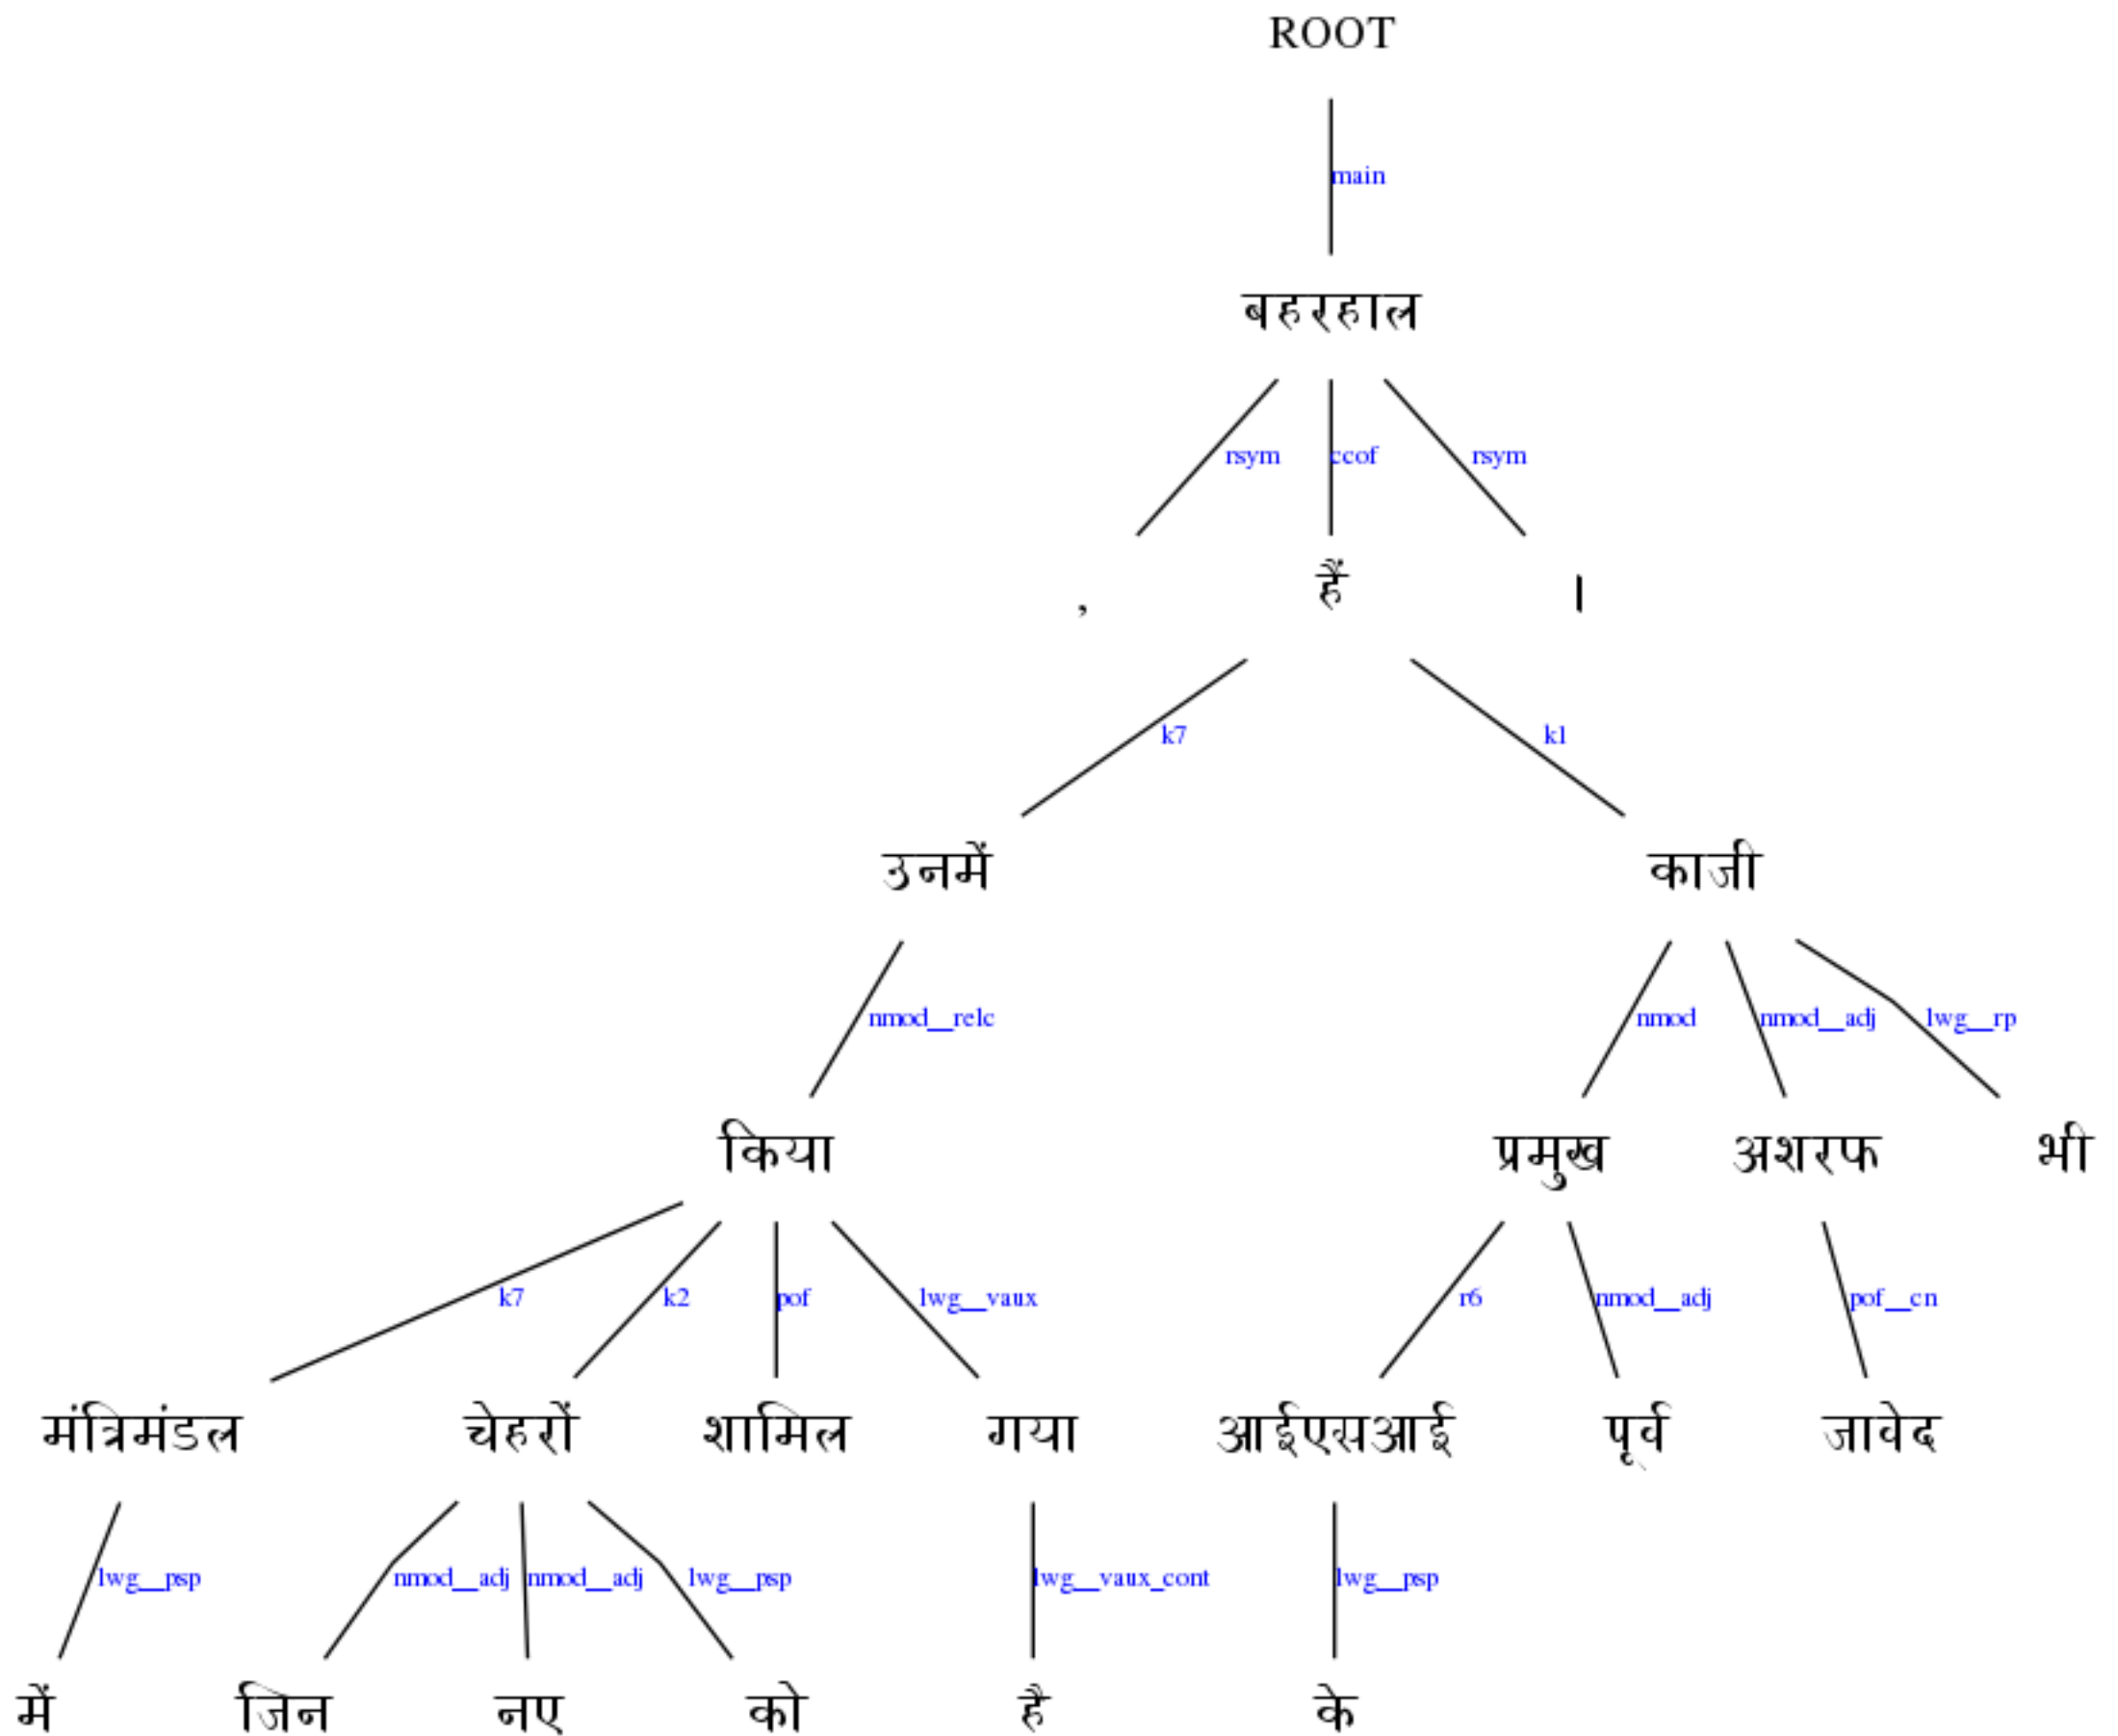 ROOT
main
बहरहाल
rsym ccof rsym
, हैं ।
k7 k1
उनमें काजी
nmod__relc nmod nmod__adj lwg__rp
किया प्रमुख अशरफ भी
k7 k2 pof lwg__vaux r6 nmod__adj pof__cn
मंत्रिमंडल चेहरों शामिल गया आईएसआई पूर्व जावेद
lwg__psp nmod__adj nmod__adj lwg__psp lwg__vaux_cont lwg__psp
में जिन नए को है के